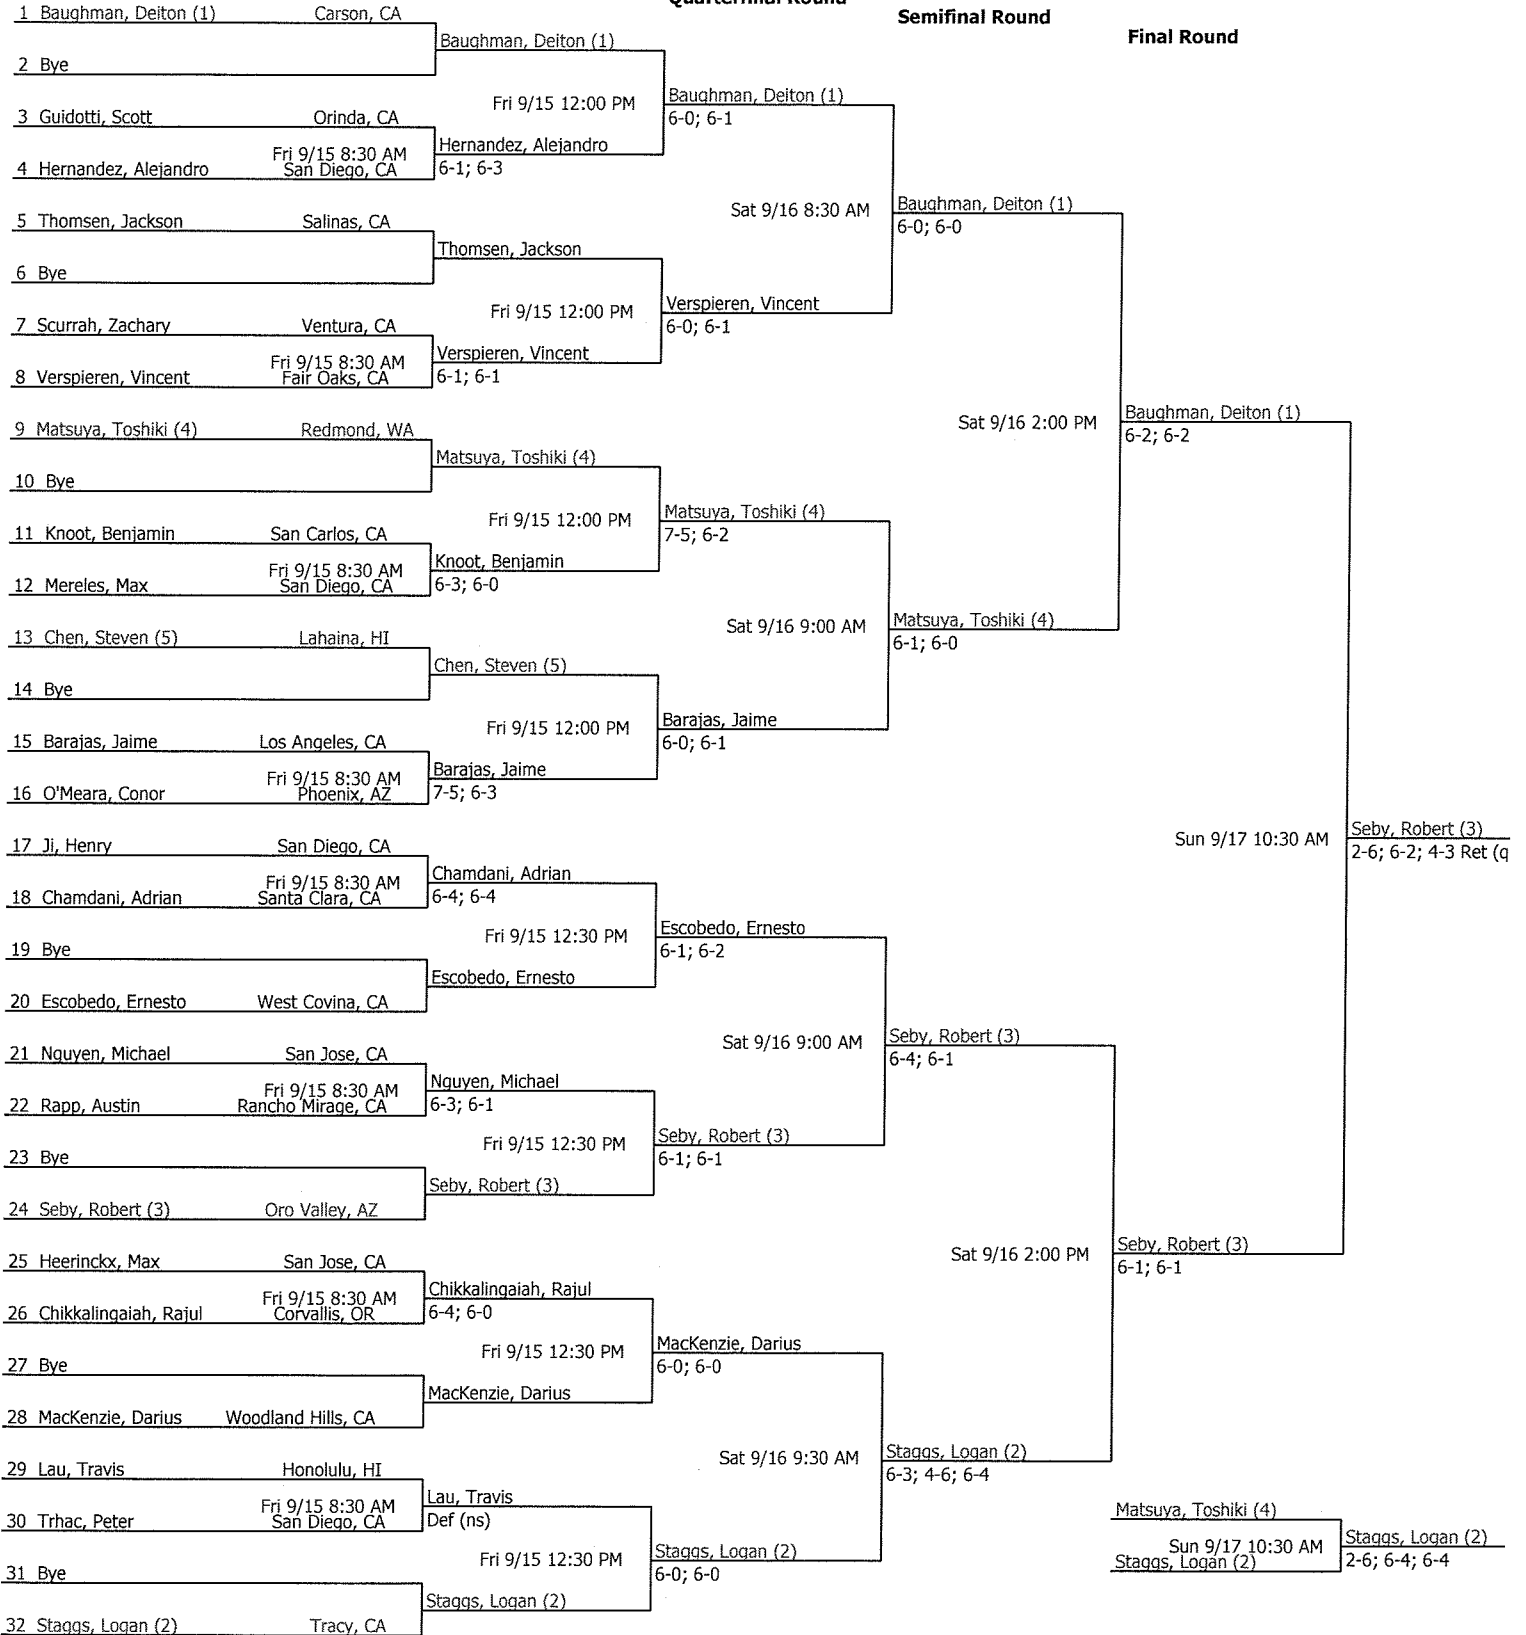 Quarterfinal Round
Semifinal Round
Final Round
1 Baughman, Deiton (1) Carson, CA
Baughman, Deiton (1)
2 Bye
Fri 9/15 12:00 PM
Baughman, Deiton (1)
6-0; 6-1
3 Guidotti, Scott Orinda, CA
Fri 9/15 8:30 AM
Hernandez, Alejandro
6-1; 6-3
4 Hernandez, Alejandro San Diego, CA
Sat 9/16 8:30 AM
Baughman, Deiton (1)
6-0; 6-0
5 Thomsen, Jackson Salinas, CA
Thomsen, Jackson
6 Bye
Fri 9/15 12:00 PM
Verspieren, Vincent
6-0; 6-1
7 Scurrah, Zachary Ventura, CA
Fri 9/15 8:30 AM
Verspieren, Vincent
6-1; 6-1
8 Verspieren, Vincent Fair Oaks, CA
Sat 9/16 2:00 PM
Baughman, Deiton (1)
6-2; 6-2
9 Matsuya, Toshiki (4) Redmond, WA
Matsuya, Toshiki (4)
10 Bye
Fri 9/15 12:00 PM
Matsuya, Toshiki (4)
7-5; 6-2
11 Knoot, Benjamin San Carlos, CA
Fri 9/15 8:30 AM
Knoot, Benjamin
6-3; 6-0
12 Mereles, Max San Diego, CA
Sat 9/16 9:00 AM
Matsuya, Toshiki (4)
6-1; 6-0
13 Chen, Steven (5) Lahaina, HI
Chen, Steven (5)
14 Bye
Fri 9/15 12:00 PM
Barajas, Jaime
6-0; 6-1
15 Barajas, Jaime Los Angeles, CA
Fri 9/15 8:30 AM
Barajas, Jaime
7-5; 6-3
16 O'Meara, Conor Phoenix, AZ
Sun 9/17 10:30 AM
Seby, Robert (3)
2-6; 6-2; 4-3 Ret (q
17 Ji, Henry San Diego, CA
Fri 9/15 8:30 AM
Chamdani, Adrian
6-4; 6-4
18 Chamdani, Adrian Santa Clara, CA
Fri 9/15 12:30 PM
Escobedo, Ernesto
6-1; 6-2
19 Bye
Escobedo, Ernesto
20 Escobedo, Ernesto West Covina, CA
Sat 9/16 9:00 AM
Seby, Robert (3)
6-4; 6-1
21 Nguyen, Michael San Jose, CA
Fri 9/15 8:30 AM
Nguyen, Michael
6-3; 6-1
22 Rapp, Austin Rancho Mirage, CA
Fri 9/15 12:30 PM
Seby, Robert (3)
6-1; 6-1
23 Bye
Seby, Robert (3)
24 Seby, Robert (3) Oro Valley, AZ
Sat 9/16 2:00 PM
Seby, Robert (3)
6-1; 6-1
25 Heerinckx, Max San Jose, CA
Fri 9/15 8:30 AM
Chikkalingaiah, Rajul
6-4; 6-0
26 Chikkalingaiah, Rajul Corvallis, OR
Fri 9/15 12:30 PM
MacKenzie, Darius
6-0; 6-0
27 Bye
MacKenzie, Darius
28 MacKenzie, Darius Woodland Hills, CA
Sat 9/16 9:30 AM
Staggs, Logan (2)
6-3; 4-6; 6-4
29 Lau, Travis Honolulu, HI
Fri 9/15 8:30 AM
Lau, Travis
Def (ns)
30 Trhac, Peter San Diego, CA
Fri 9/15 12:30 PM
Staggs, Logan (2)
6-0; 6-0
31 Bye
Staggs, Logan (2)
32 Staggs, Logan (2) Tracy, CA
Matsuya, Toshiki (4)
Sun 9/17 10:30 AM
Staggs, Logan (2)
Staggs, Logan (2)
2-6; 6-4; 6-4